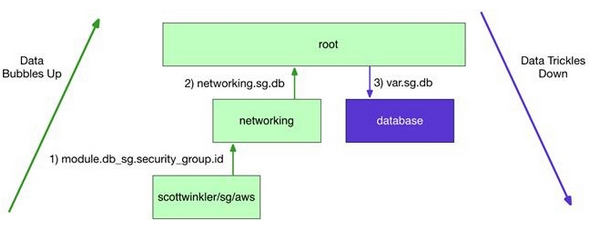 Data
Bubbles Up
root
Data Trickles
Down
2) networking.sg.db
3) var.sg.db
networking
database
1) module.db_sg.security_group.id
scottwinkler/sg/aws